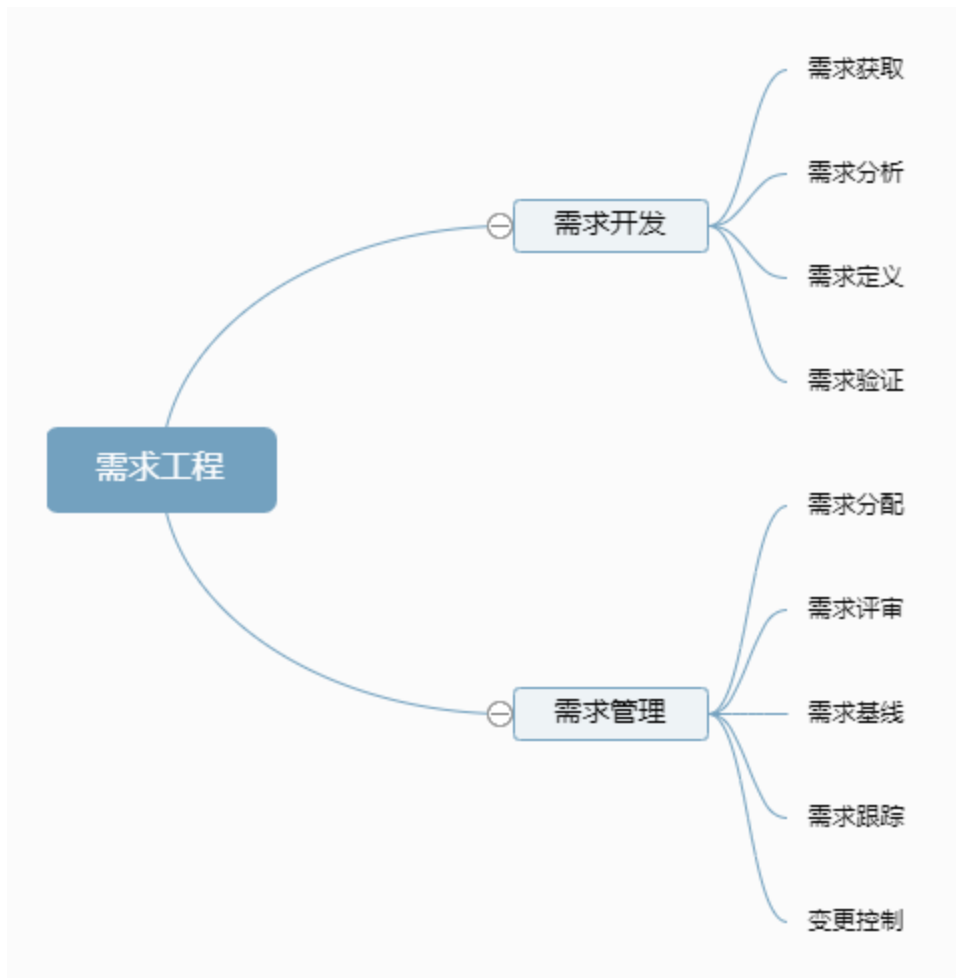 需求工程
需求开发
需求获取
需求分析
需求定义
需求验证
需求管理
需求分配
需求评审
需求基线
需求跟踪
变更控制